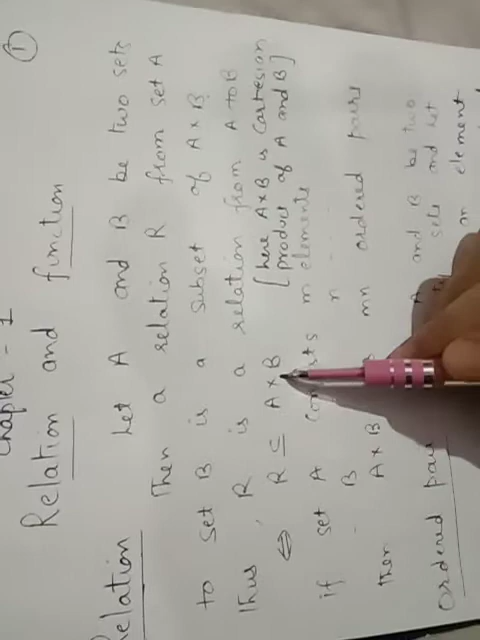 ①
Chapter - 1
Relation and function
Relation
Let A and B be two sets
Then a relation R from set A
to set B is a subset of A × B.
Thus R is a relation from A to B
⇔ R ⊆ A × B [here A×B is Cartesian
product of A and B]
if set A m elements
B n
Then A × B mn ordered pairs
Ordered pair A and B be two
sets and let
an element